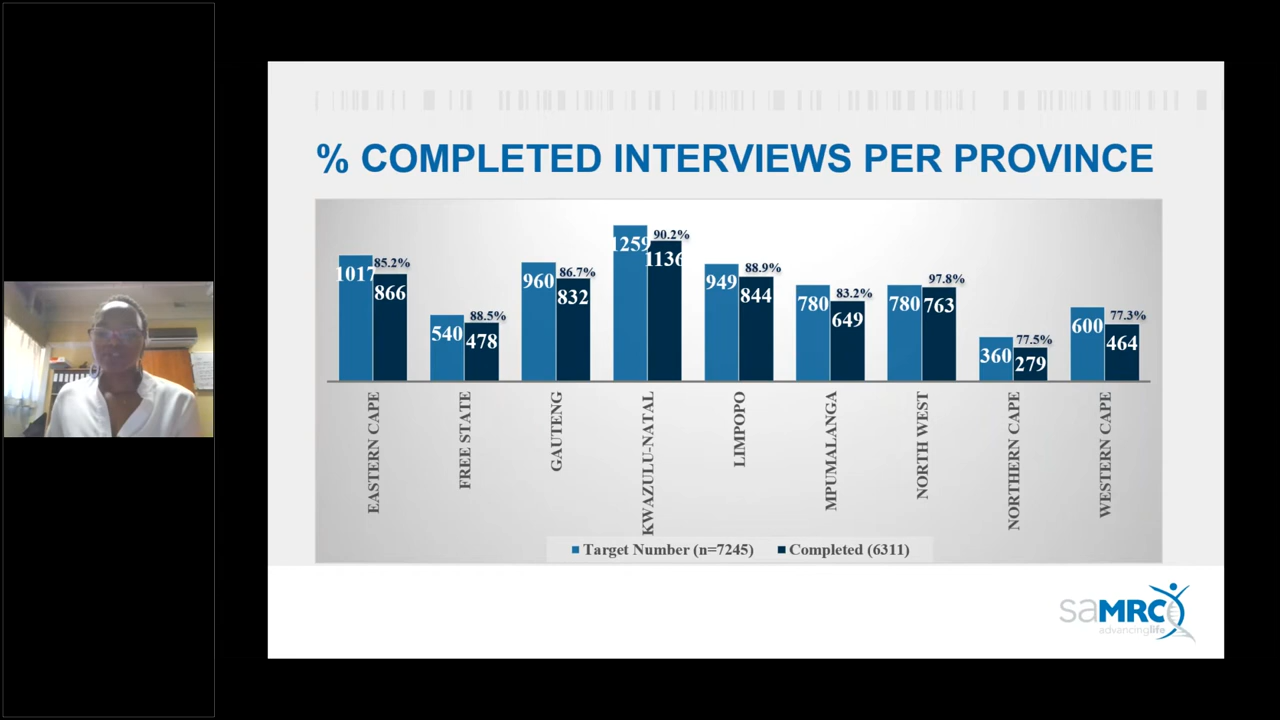 % COMPLETED INTERVIEWS PER PROVINCE
1017 85.2% 866
540 88.5% 478
960 86.7% 832
1259 90.2% 1136
949 88.9% 844
780 83.2% 649
780 97.8% 763
360 77.5% 279
600 77.3% 464
EASTERN CAPE
FREE STATE
GAUTENG
KWAZULU-NATAL
LIMPOPO
MPUMALANGA
NORTH WEST
NORTHERN CAPE
WESTERN CAPE
Target Number (n=7245) Completed (6311)
saMRC
advancinglife